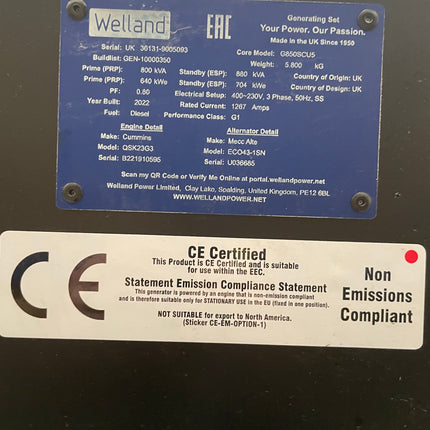 Welland
EAC
Generating Set
Your Power. Our Passion.
Made in the UK Since 1950
Serial: UK 36131-9005093
Buildlist: GEN-10000350
Prime (PRP): 800 kVA
Prime (PRP): 640 kWe
PF: 0.80
Year Built: 2022
Fuel: Diesel
Core Model: G850SCU5
Weight: 5.800 kG
Standby (ESP): 880 kVA
Standby (ESP): 704 kWe
Electrical Setup: 400~230V, 3 Phase, 50Hz, SS
Rated Current: 1267 Amps
Performance Class: G1
Country of Origin: UK
Country of Design: UK
Engine Detail
Make: Cummins
Model: QSK23G3
Serial: B221910595
Alternator Detail
Make: Mecc Alte
Model: ECO43-1SN
Serial: U036685
Scan my QR Code or Verify Me Online at portal.wellandpower.net
Welland Power Limited, Clay Lake, Spalding, United Kingdom, PE12 6BL
WWW.WELLANDPOWER.NET
CE
CE Certified
This Product is CE Certified and is suitable
for use within the EEC.
Statement Emission Compliance Statement
This generator is powered by an engine that is non-emission compliant
and is therefore suitable only for STATIONARY USE in the EU (fixed in one position).
NOT SUITABLE for export to North America.
(Sticker CE-EM-OPTION-1)
Non
Emissions
Compliant